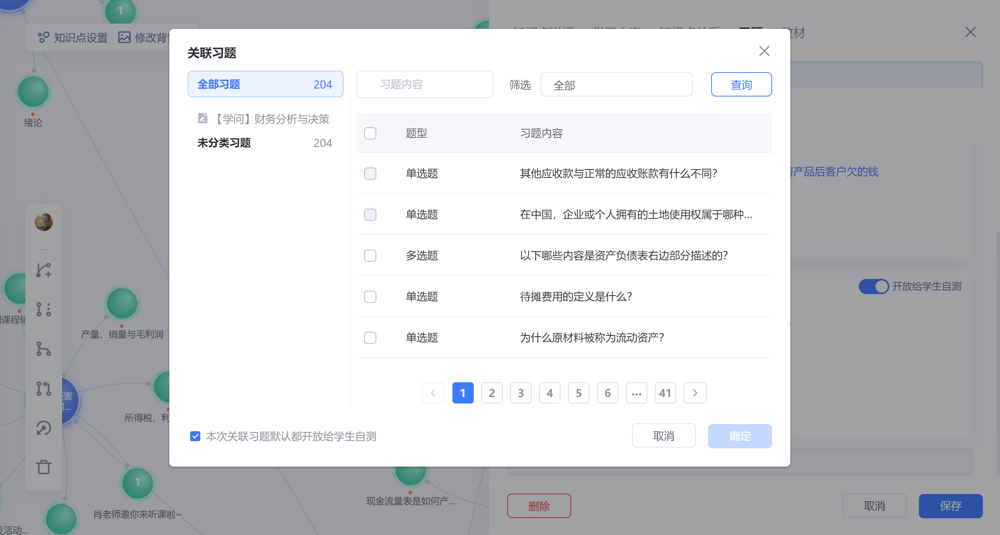 1
知识点设置
修改背
教材
关联习题
全部习题 204
习题内容
筛选
全部
查询
【学问】财务分析与决策
未分类习题 204
题型 习题内容
单选题 其他应收款与正常的应收账款有什么不同?
单选题 在中国，企业或个人拥有的土地使用权属于哪种...
多选题 以下哪些内容是资产负债表右边部分描述的?
单选题 待摊费用的定义是什么?
单选题 为什么原材料被称为流动资产?
1 2 3 4 5 6 ... 41
本次关联习题默认都开放给学生自测
取消
确定
绪论
产品后客户欠的钱
开放给学生自测
课程辅
产量、销量与毛利润
表
所得税、利
1
肖老师邀你来听课啦~
现金流量表是如何产...
活动...
删除
取消
保存